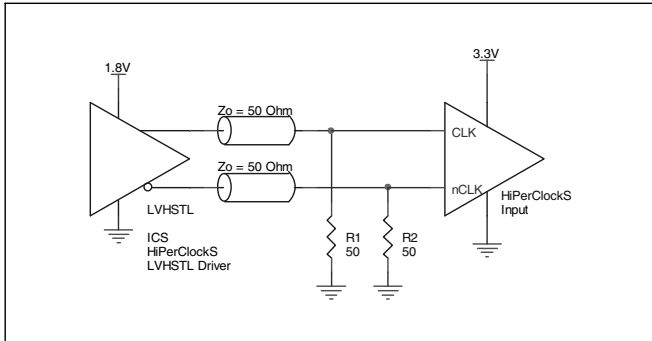 1.8V
3.3V
Zo = 50 Ohm
CLK
Zo = 50 Ohm
nCLK
HiPerClockS
Input
LVHSTL
ICS
HiPerClockS
LVHSTL Driver
R1
50
R2
50